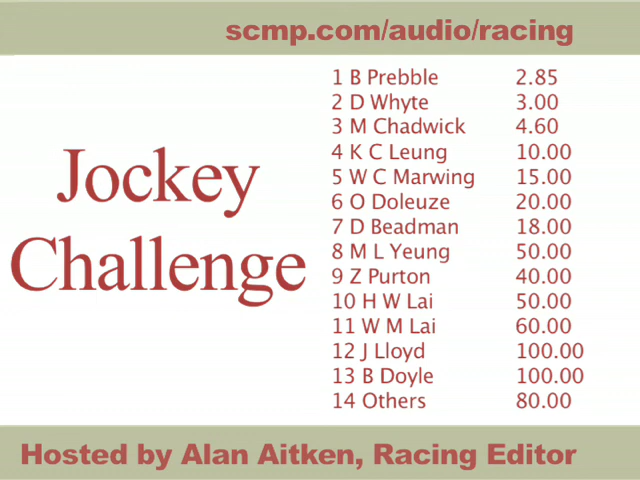 scmp.com/audio/racing
Jockey
Challenge
1 B Prebble 2.85
2 D Whyte 3.00
3 M Chadwick 4.60
4 K C Leung 10.00
5 W C Marwing 15.00
6 O Doleuze 20.00
7 D Beadman 18.00
8 M L Yeung 50.00
9 Z Purton 40.00
10 H W Lai 50.00
11 W M Lai 60.00
12 J Lloyd 100.00
13 B Doyle 100.00
14 Others 80.00
Hosted by Alan Aitken, Racing Editor